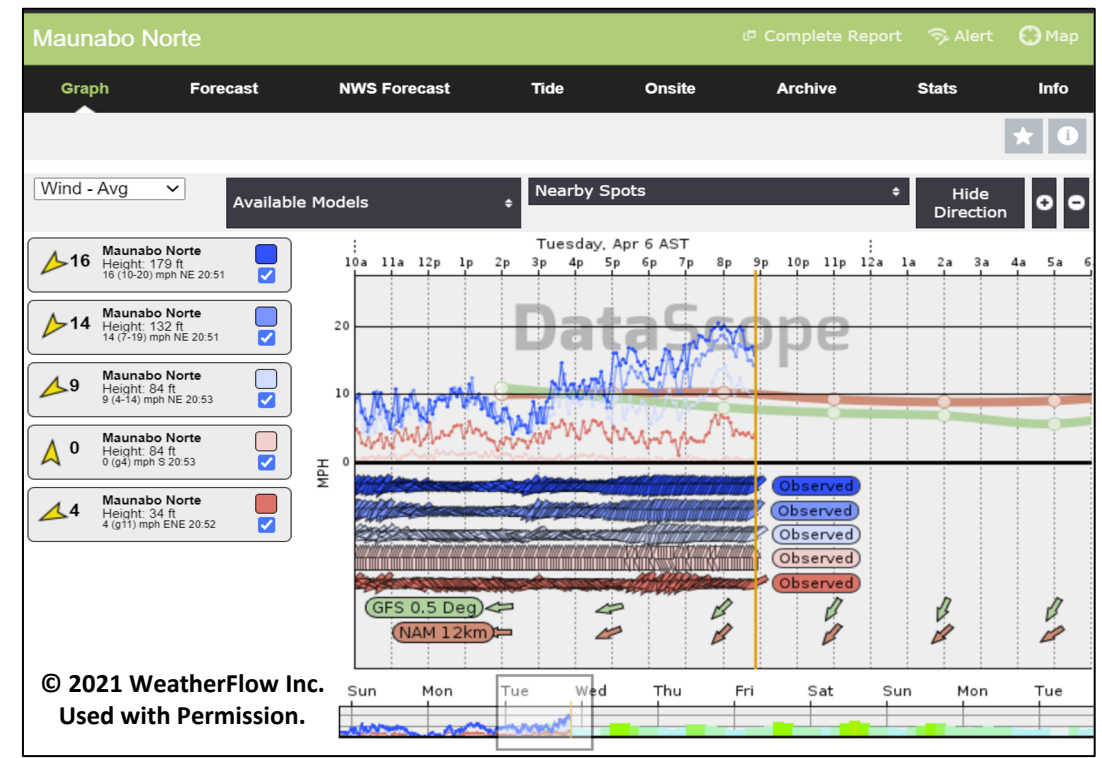 Maunabo Norte
Complete Report Alert Map
Graph Forecast NWS Forecast Tide Onsite Archive Stats Info
Wind - Avg
Available Models
Nearby Spots
Hide
Direction
16
Maunabo Norte
Height: 179 ft
16 (10-20) mph NE 20:51
14
Maunabo Norte
Height: 132 ft
14 (7-19) mph NE 20:51
9
Maunabo Norte
Height: 84 ft
9 (4-14) mph NE 20:53
0
Maunabo Norte
Height: 84 ft
0 (g4) mph S 20:53
4
Maunabo Norte
Height: 34 ft
4 (g11) mph ENE 20:52
Tuesday, Apr 6 AST
10a 11a 12p 1p 2p 3p 4p 5p 6p 7p 8p 9p 10p 11p 12a 1a 2a 3a 4a 5a 6
DataScope
20
10
0
MPH
Observed
Observed
Observed
Observed
Observed
GFS 0.5 Deg
NAM 12km
Sun Mon Tue Wed Thu Fri Sat Sun Mon Tue
© 2021 WeatherFlow Inc.
Used with Permission.